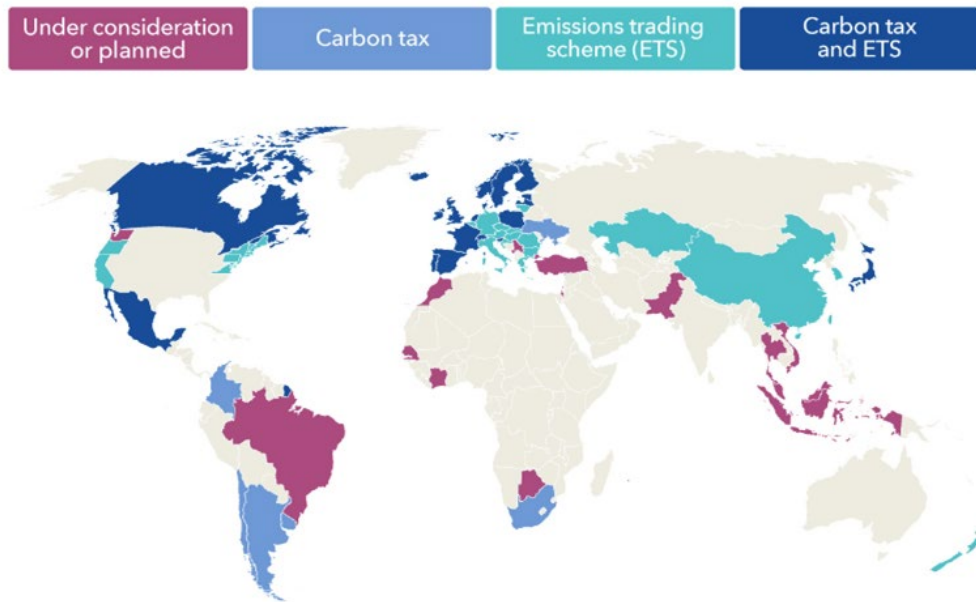 Under consideration
or planned
Carbon tax
Emissions trading
scheme (ETS)
Carbon tax
and ETS